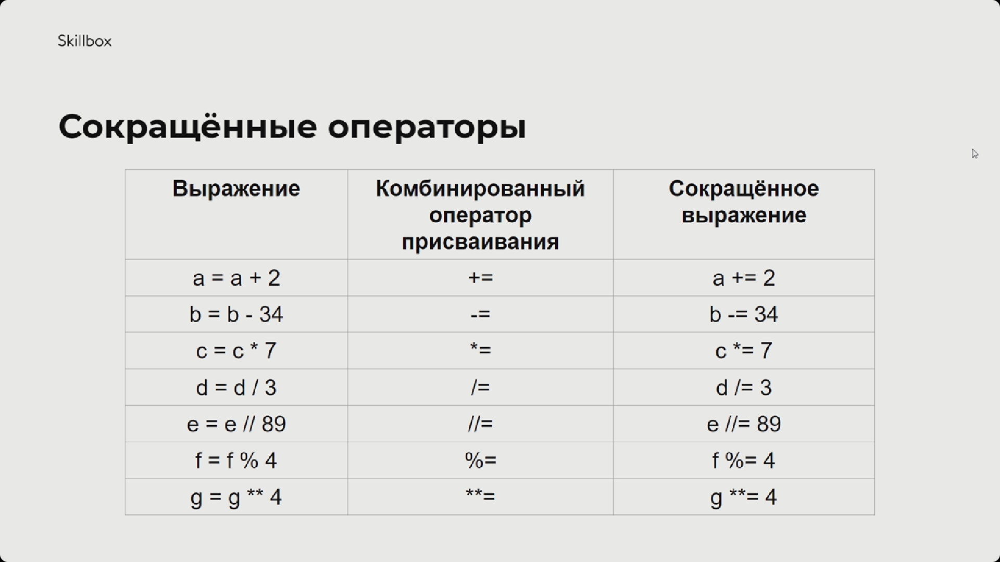 Skillbox
Сокращённые операторы
Выражение
Комбинированный
оператор
присваивания
Сокращённое
выражение
a = a + 2
+=
a += 2
b = b - 34
-=
b -= 34
c = c * 7
*=
c *= 7
d = d / 3
/=
d /= 3
e = e // 89
//=
e //= 89
f = f % 4
%=
f %= 4
g = g ** 4
**=
g **= 4